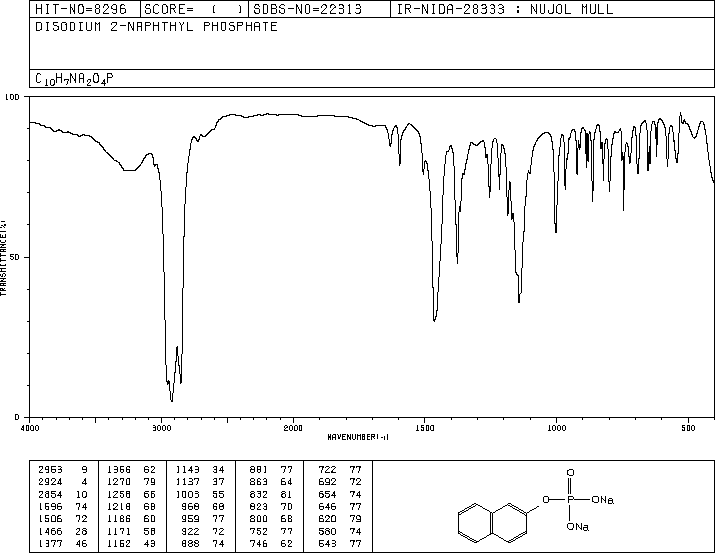 HIT-NO=8296 SCORE= ( ) SDBS-NO=22313 IR-NIDA-28333 : NUJOL MULL
DISODIUM 2-NAPHTHYL PHOSPHATE
C10H7NA2O4P
100
TRANSMITTANCE(%)
50
0
4000 3000 2000 1500 1000 500
WAVENUMBER(-1)
2953 9 1366 62 1143 34 881 77 722 77
2924 4 1270 79 1137 37 863 64 692 72
2854 10 1258 66 1003 55 832 81 654 74
1596 74 1218 68 968 68 823 70 646 77
1506 72 1186 60 959 77 800 68 620 79
1466 28 1171 58 922 72 752 77 580 74
1377 46 1152 43 888 74 746 62 543 77
O
O P ONa
ONa